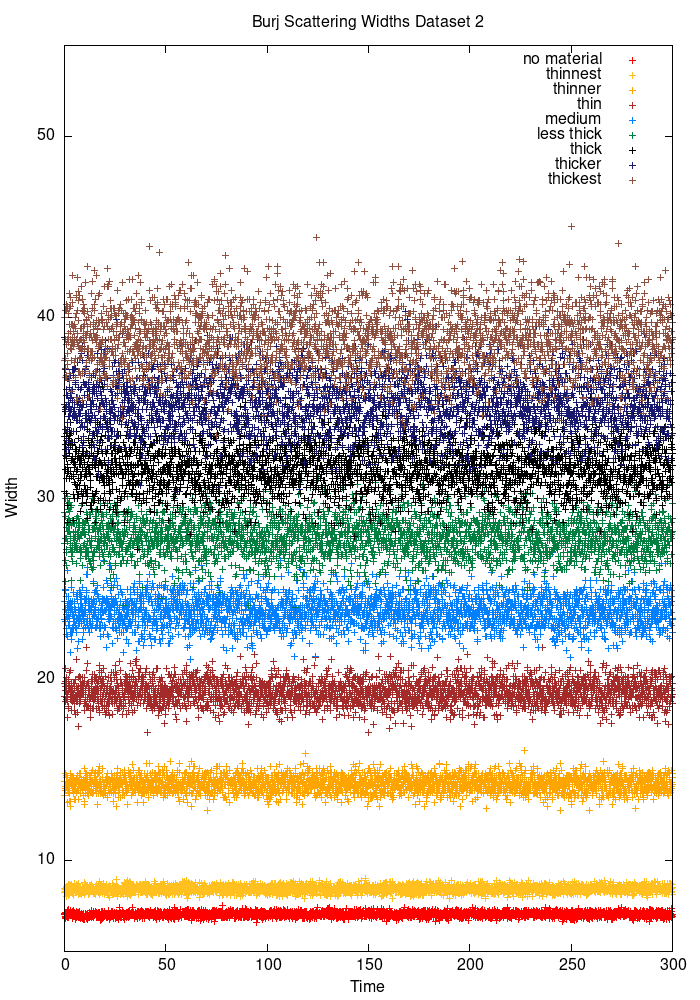 Burj Scattering Widths Dataset 2
no material
thinnest
thinner
thin
medium
less thick
thick
thicker
thickest
50
40
30
20
10
Width
0 50 100 150 200 250 300
Time